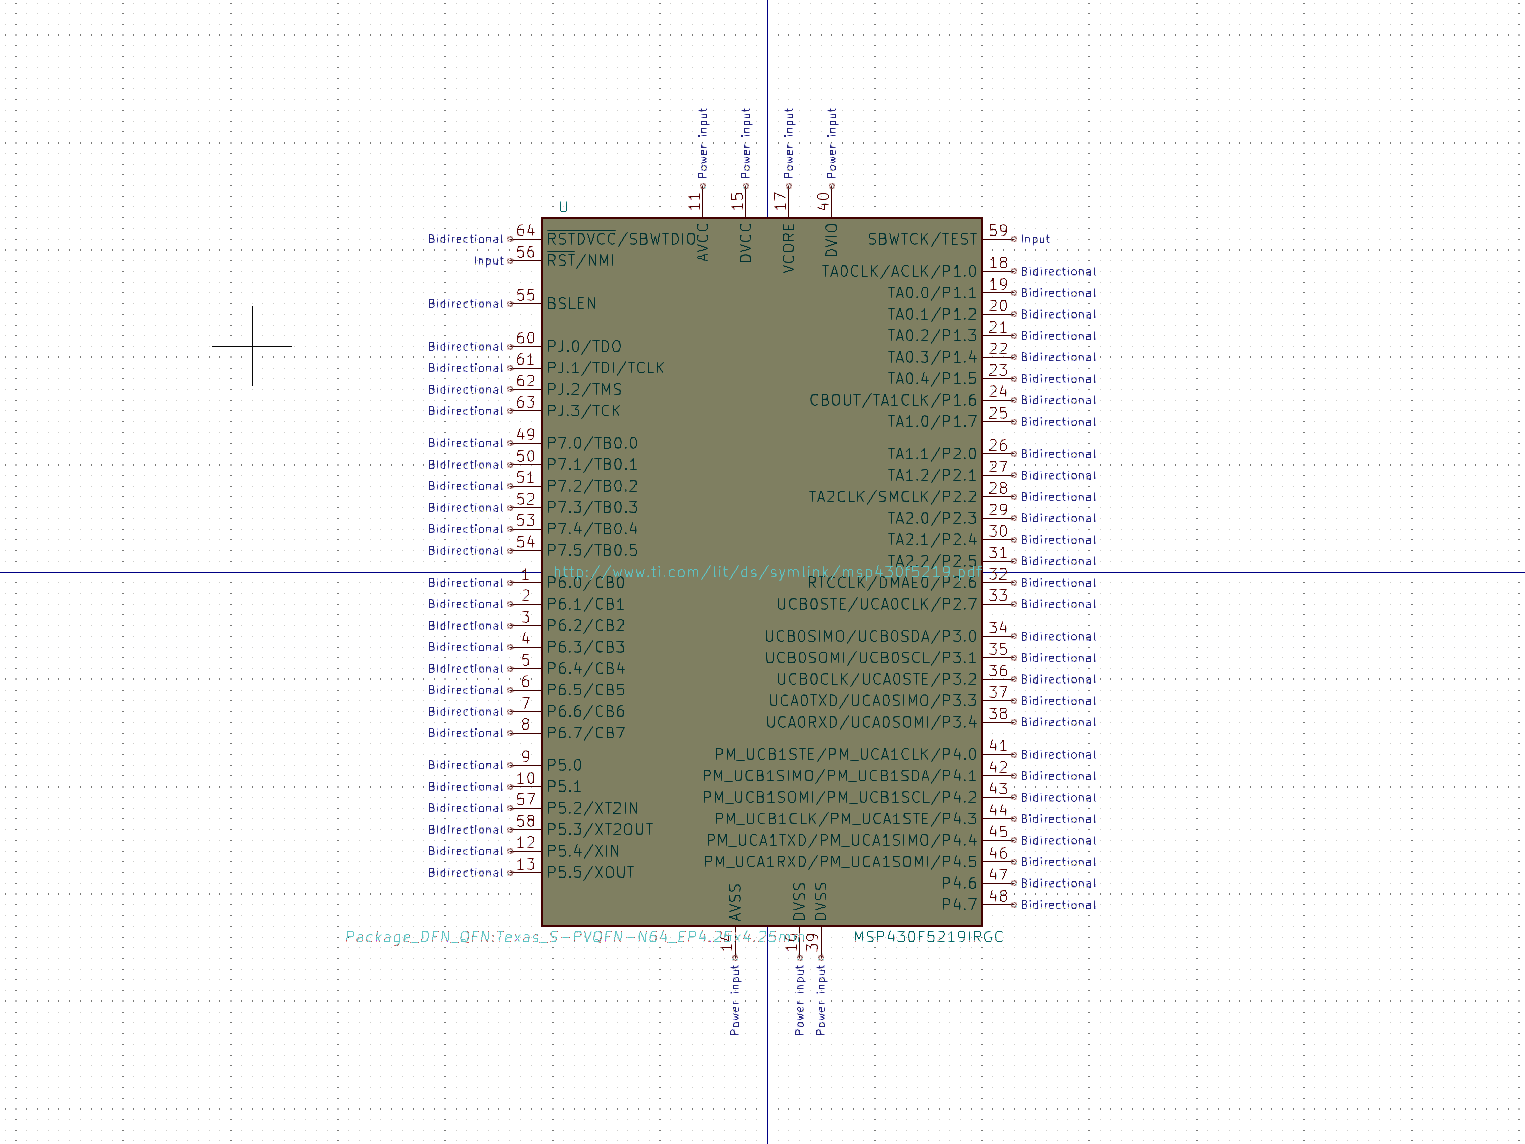 Power input
Power input
Power input
Power input
11
15
17
40
U
AVCC
DVCC
VCORE
DVIO
Bidirectional 64 RSTDVCC/SBWTDIO
Input 56 RST/NMI
Bidirectional 55 BSLEN
Bidirectional 60 PJ.0/TDO
Bidirectional 61 PJ.1/TDI/TCLK
Bidirectional 62 PJ.2/TMS
Bidirectional 63 PJ.3/TCK
Bidirectional 49 P7.0/TB0.0
Bidirectional 50 P7.1/TB0.1
Bidirectional 51 P7.2/TB0.2
Bidirectional 52 P7.3/TB0.3
Bidirectional 53 P7.4/TB0.4
Bidirectional 54 P7.5/TB0.5
Bidirectional 1 P6.0/CB0
Bidirectional 2 P6.1/CB1
Bidirectional 3 P6.2/CB2
Bidirectional 4 P6.3/CB3
Bidirectional 5 P6.4/CB4
Bidirectional 6 P6.5/CB5
Bidirectional 7 P6.6/CB6
Bidirectional 8 P6.7/CB7
Bidirectional 9 P5.0
Bidirectional 10 P5.1
Bidirectional 57 P5.2/XT2IN
Bidirectional 58 P5.3/XT2OUT
Bidirectional 12 P5.4/XIN
Bidirectional 13 P5.5/XOUT
SBWTCK/TEST 59 Input
TA0CLK/ACLK/P1.0 18 Bidirectional
TA0.0/P1.1 19 Bidirectional
TA0.1/P1.2 20 Bidirectional
TA0.2/P1.3 21 Bidirectional
TA0.3/P1.4 22 Bidirectional
TA0.4/P1.5 23 Bidirectional
CBOUT/TA1CLK/P1.6 24 Bidirectional
TA1.0/P1.7 25 Bidirectional
TA1.1/P2.0 26 Bidirectional
TA1.2/P2.1 27 Bidirectional
TA2CLK/SMCLK/P2.2 28 Bidirectional
TA2.0/P2.3 29 Bidirectional
TA2.1/P2.4 30 Bidirectional
TA2.2/P2.5 31 Bidirectional
http://www.ti.com/lit/ds/symlink/msp430f5219.pdf
RTCCLK/DMAE0/P2.6 32 Bidirectional
UCB0STE/UCA0CLK/P2.7 33 Bidirectional
UCB0SIMO/UCB0SDA/P3.0 34 Bidirectional
UCB0SOMI/UCB0SCL/P3.1 35 Bidirectional
UCB0CLK/UCA0STE/P3.2 36 Bidirectional
UCA0TXD/UCA0SIMO/P3.3 37 Bidirectional
UCA0RXD/UCA0SOMI/P3.4 38 Bidirectional
PM_UCB1STE/PM_UCA1CLK/P4.0 41 Bidirectional
PM_UCB1SIMO/PM_UCB1SDA/P4.1 42 Bidirectional
PM_UCB1SOMI/PM_UCB1SCL/P4.2 43 Bidirectional
PM_UCB1CLK/PM_UCA1STE/P4.3 44 Bidirectional
PM_UCA1TXD/PM_UCA1SIMO/P4.4 45 Bidirectional
PM_UCA1RXD/PM_UCA1SOMI/P4.5 46 Bidirectional
P4.6 47 Bidirectional
P4.7 48 Bidirectional
AVSS
DVSS
DVSS
Package_DFN_QFN:Texas_S-PVQFN-N64_EP4.25x4.25mm
MSP430F5219IRGC
39
Power input
Power input
Power input